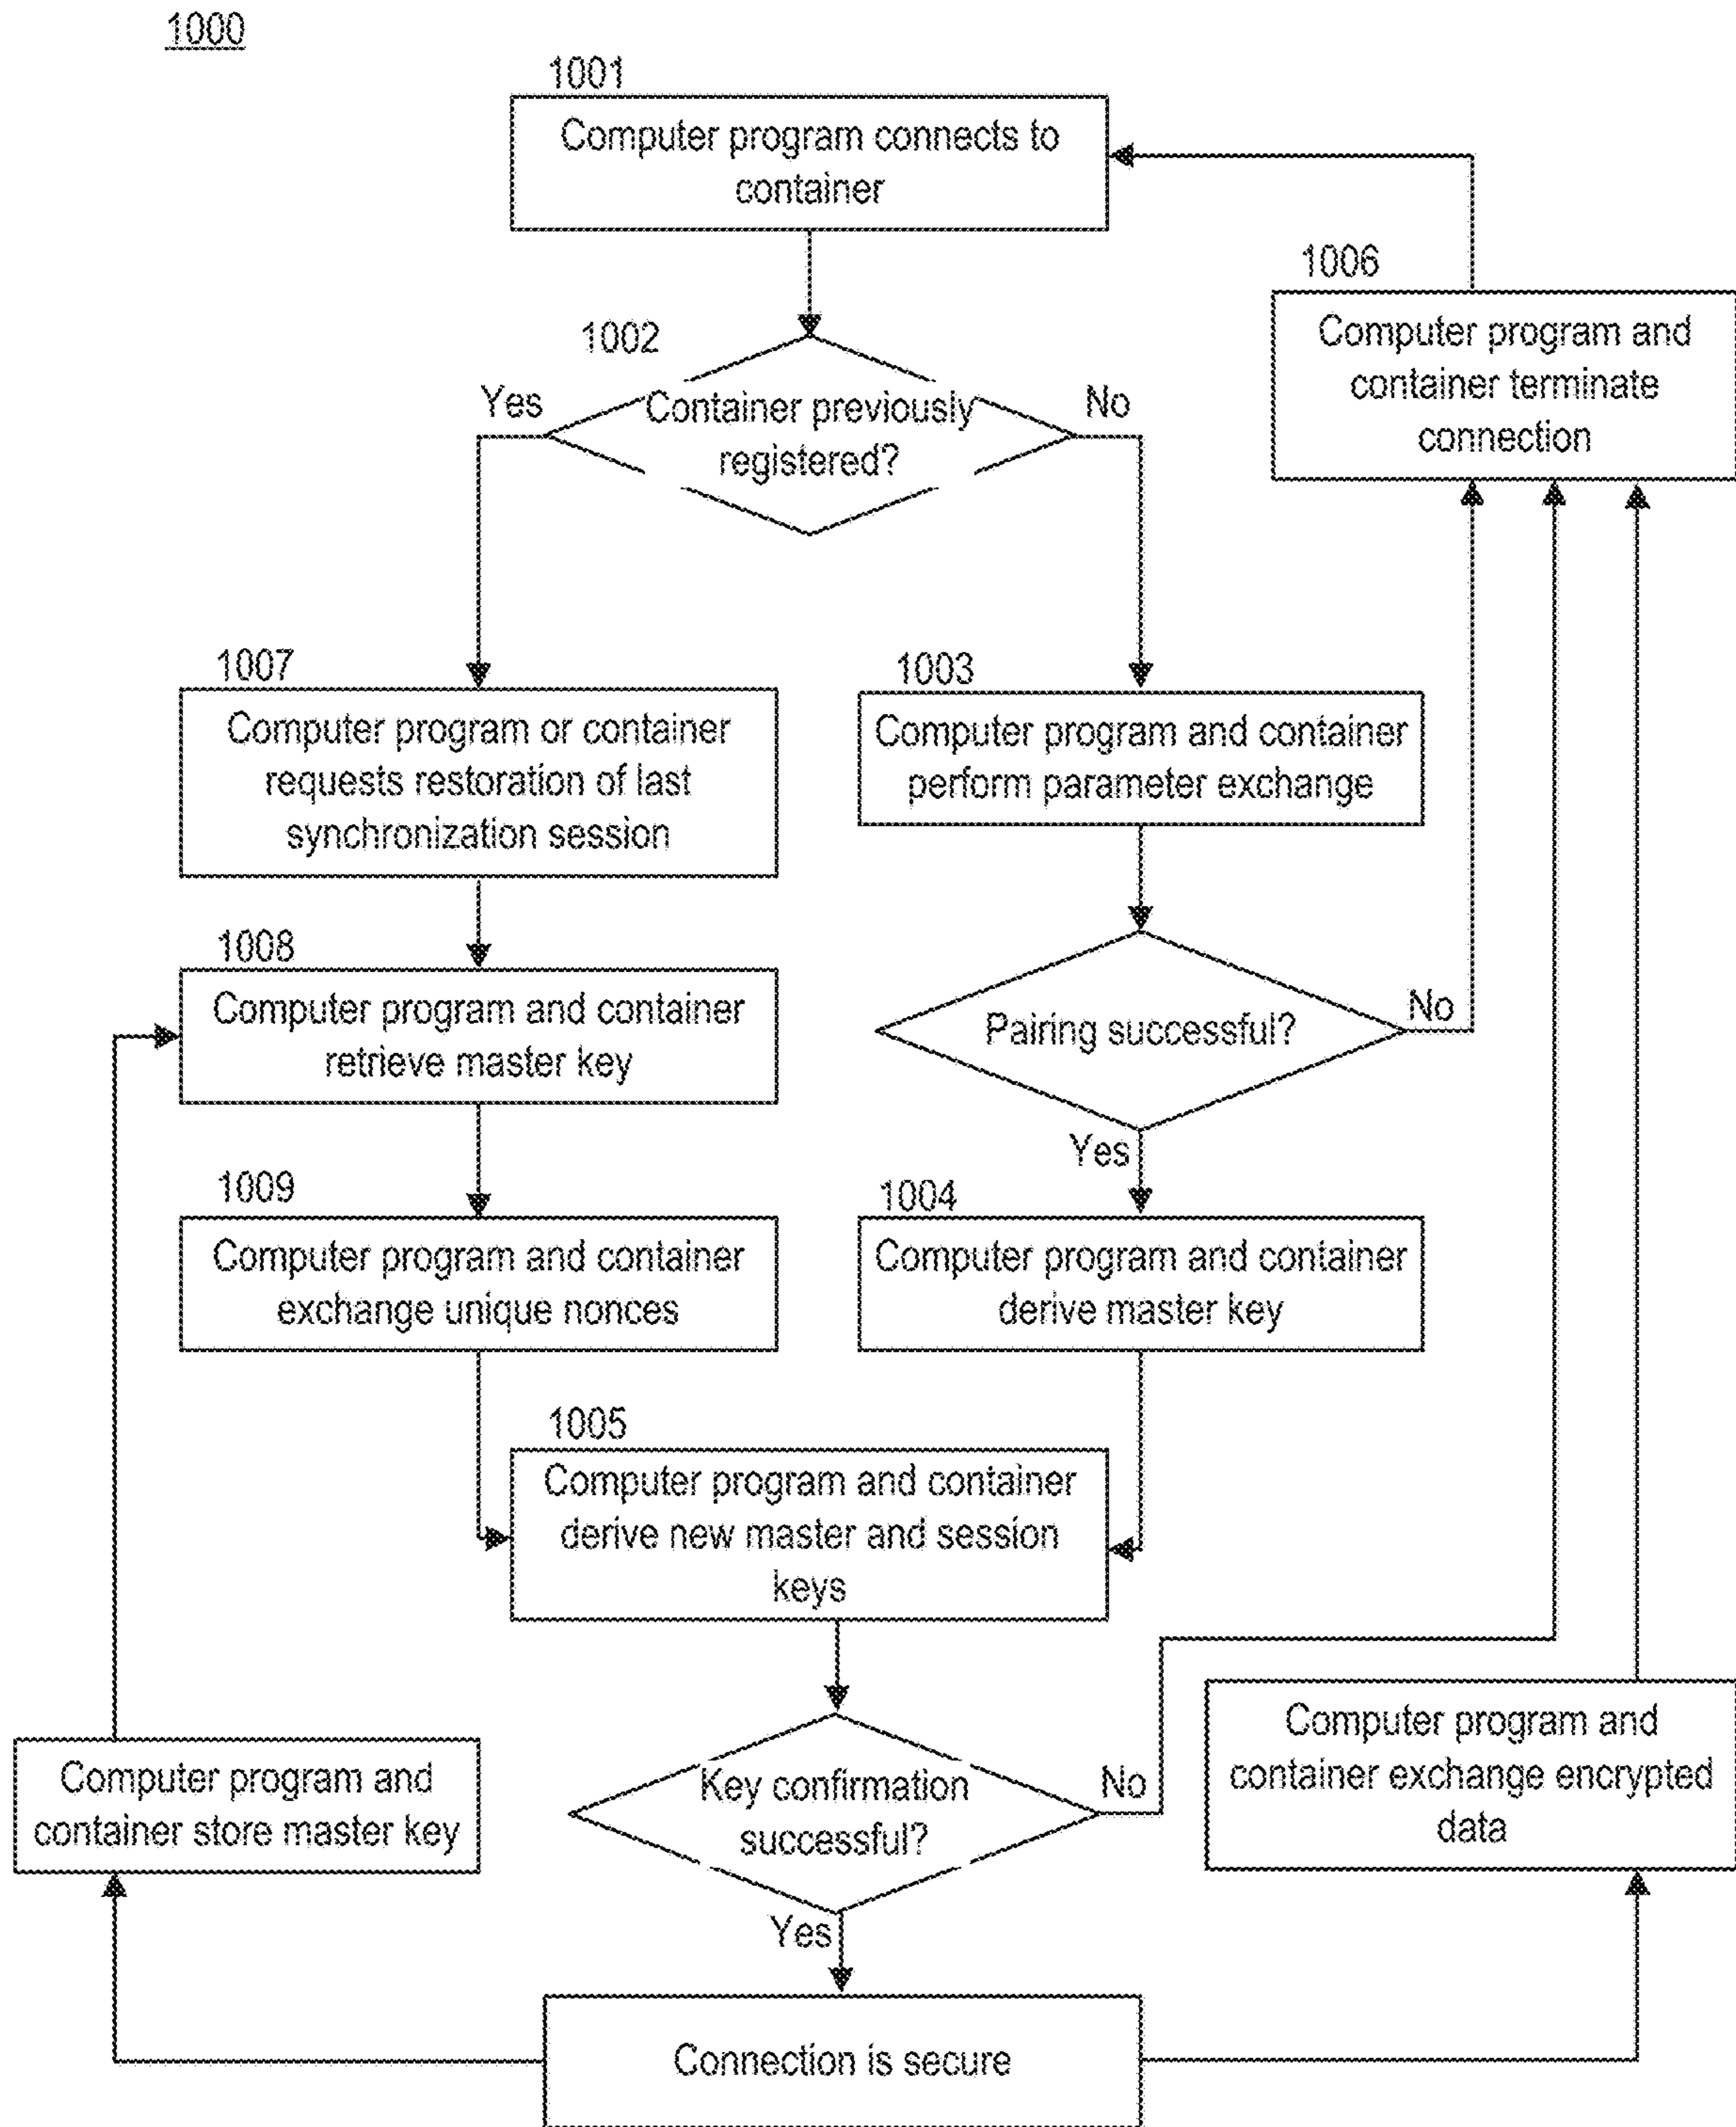 1000
1001
Computer program connects to
container
1006
Computer program and
container terminate
connection
1002
Yes
Container previously
registered?
No
1007
Computer program or container
requests restoration of last
synchronization session
1003
Computer program and container
perform parameter exchange
1008
Computer program and container
retrieve master key
Pairing successful?
No
Yes
1009
Computer program and container
exchange unique nonces
1004
Computer program and container
derive master key
1005
Computer program and container
derive new master and session
keys
Computer program and
container store master key
Key confirmation
successful?
No
Yes
Computer program and
container exchange encrypted
data
Connection is secure